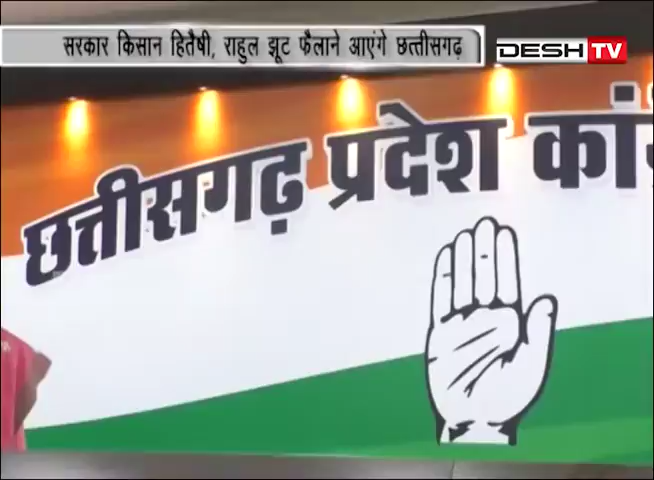 सरकार किसान हितैषी, राहुल झूट फैलाने आएंगे छत्तीसगढ़
DESH TV
छत्तीसगढ़ प्रदेश